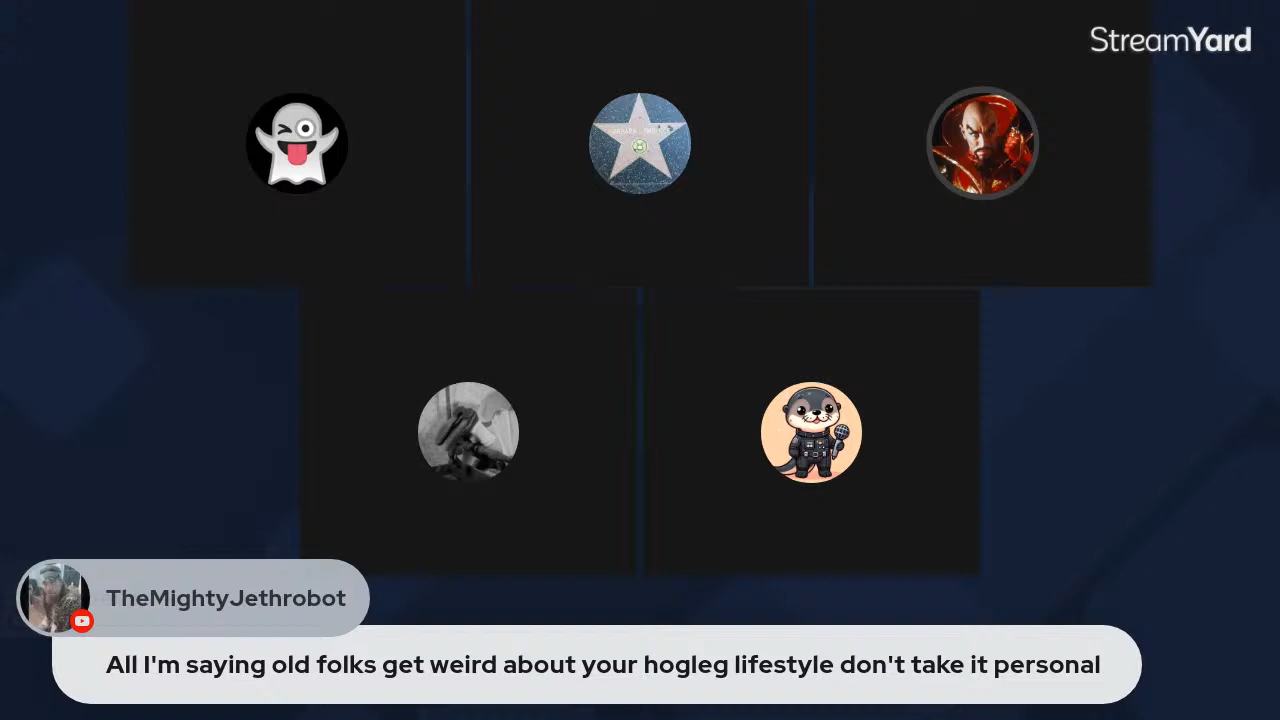 StreamYard
TheMightyJethrobot
All I'm saying old folks get weird about your hogleg lifestyle don't take it personal